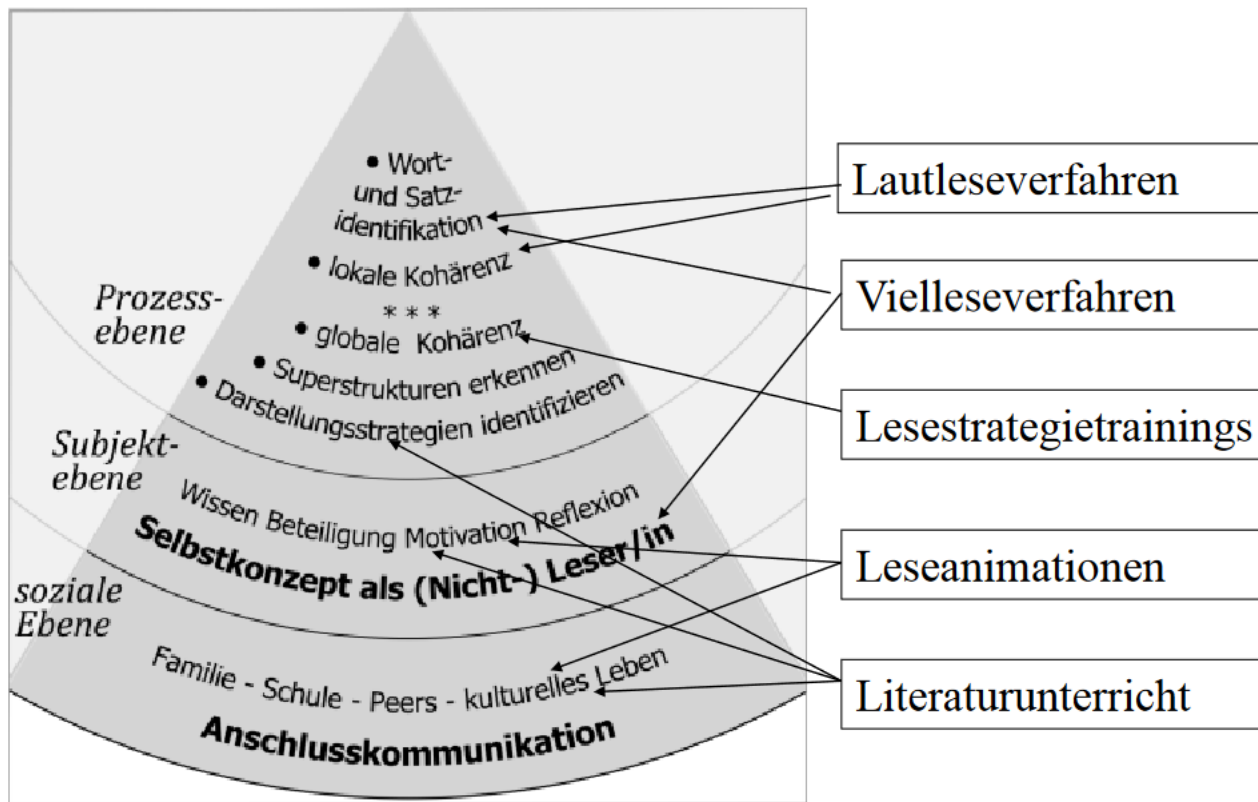 • Wort-
und Satz-
identifikation
• lokale Kohärenz
* * *
• globale Kohärenz
• Superstrukturen erkennen
• Darstellungsstrategien identifizieren
Prozess-
ebene
Wissen Beteiligung Motivation Reflexion
Selbstkonzept als (Nicht-) Leser/in
Subjekt-
ebene
Familie - Schule - Peers - kulturelles Leben
Anschlusskommunikation
soziale
Ebene
Lautleseverfahren
Vielleseverfahren
Lesestrategietrainings
Leseanimationen
Literaturunterricht